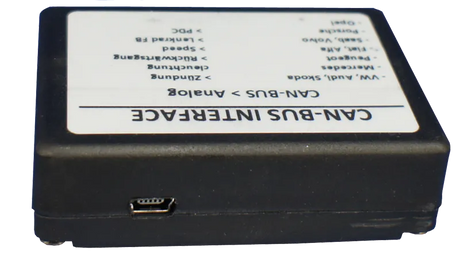 CAN-BUS INTERFACE
CAN-BUS > Analog
- VW, Audi, Skoda > Zündung
- Mercedes
- Peugeot > Rückwärtsgang
- Fiat, Alfa > Speed
- Saab, Volvo > Lenkrad FB
- Porsche > PDC
- Opel